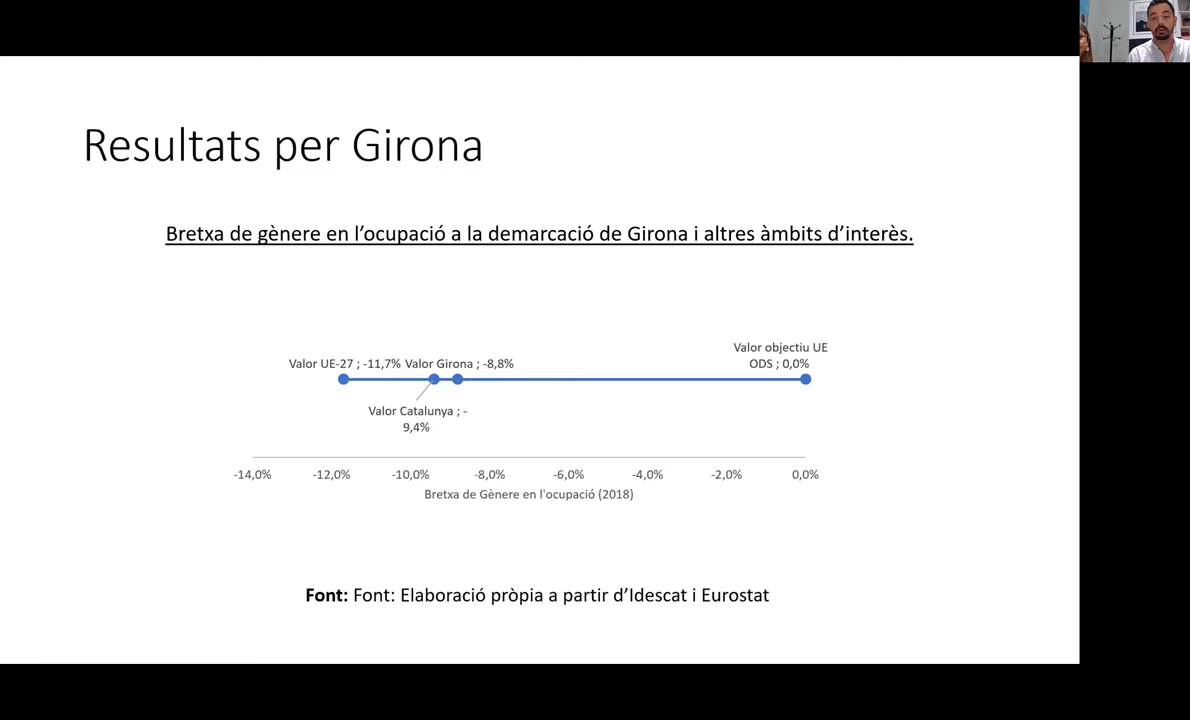 Resultats per Girona
Bretxa de gènere en l’ocupació a la demarcació de Girona i altres àmbits d’interès.
Valor objectiu UE
ODS ; 0,0%
Valor UE-27 ; -11,7% Valor Girona ; -8,8%
Valor Catalunya ; -
9,4%
-14,0% -12,0% -10,0% -8,0% -6,0% -4,0% -2,0% 0,0%
Bretxa de Gènere en l'ocupació (2018)
Font: Font: Elaboració pròpia a partir d’Idescat i Eurostat